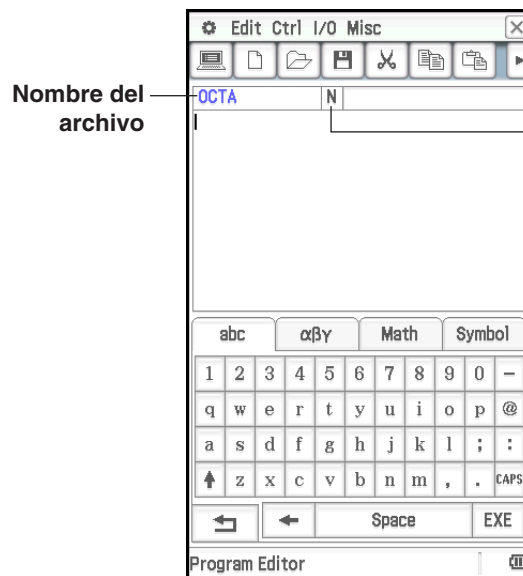 Edit Ctrl I/O Misc
Nombre del
archivo
OCTA N
abc αβγ Math Symbol
1 2 3 4 5 6 7 8 9 0 −
q w e r t y u i o p @
a s d f g h j k l ; :
z x c v b n m , . CAPS
Space EXE
Program Editor